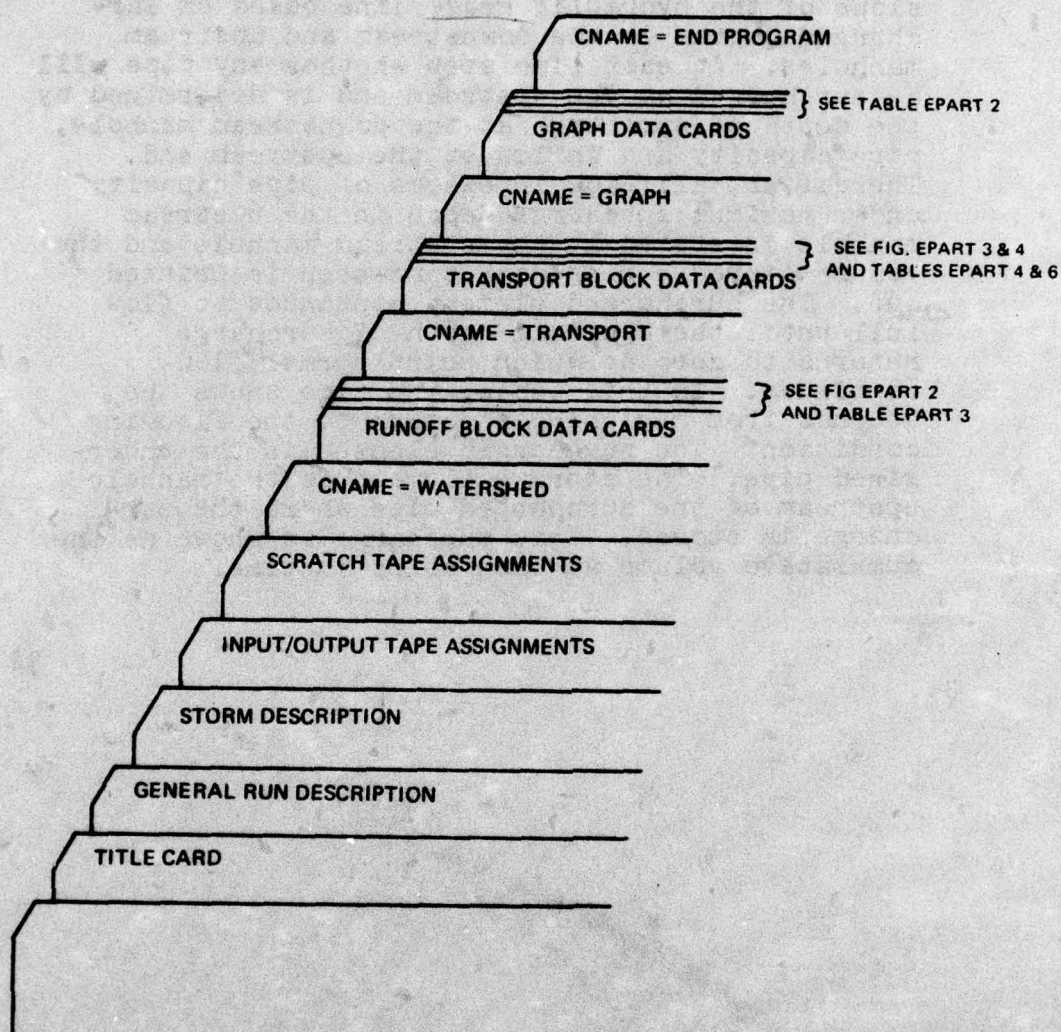 CNAME = END PROGRAM
SEE TABLE EPART 2
GRAPH DATA CARDS
CNAME = GRAPH
SEE FIG. EPART 3 & 4
AND TABLES EPART 4 & 6
TRANSPORT BLOCK DATA CARDS
CNAME = TRANSPORT
SEE FIG EPART 2
AND TABLE EPART 3
RUNOFF BLOCK DATA CARDS
CNAME = WATERSHED
SCRATCH TAPE ASSIGNMENTS
INPUT/OUTPUT TAPE ASSIGNMENTS
STORM DESCRIPTION
GENERAL RUN DESCRIPTION
TITLE CARD